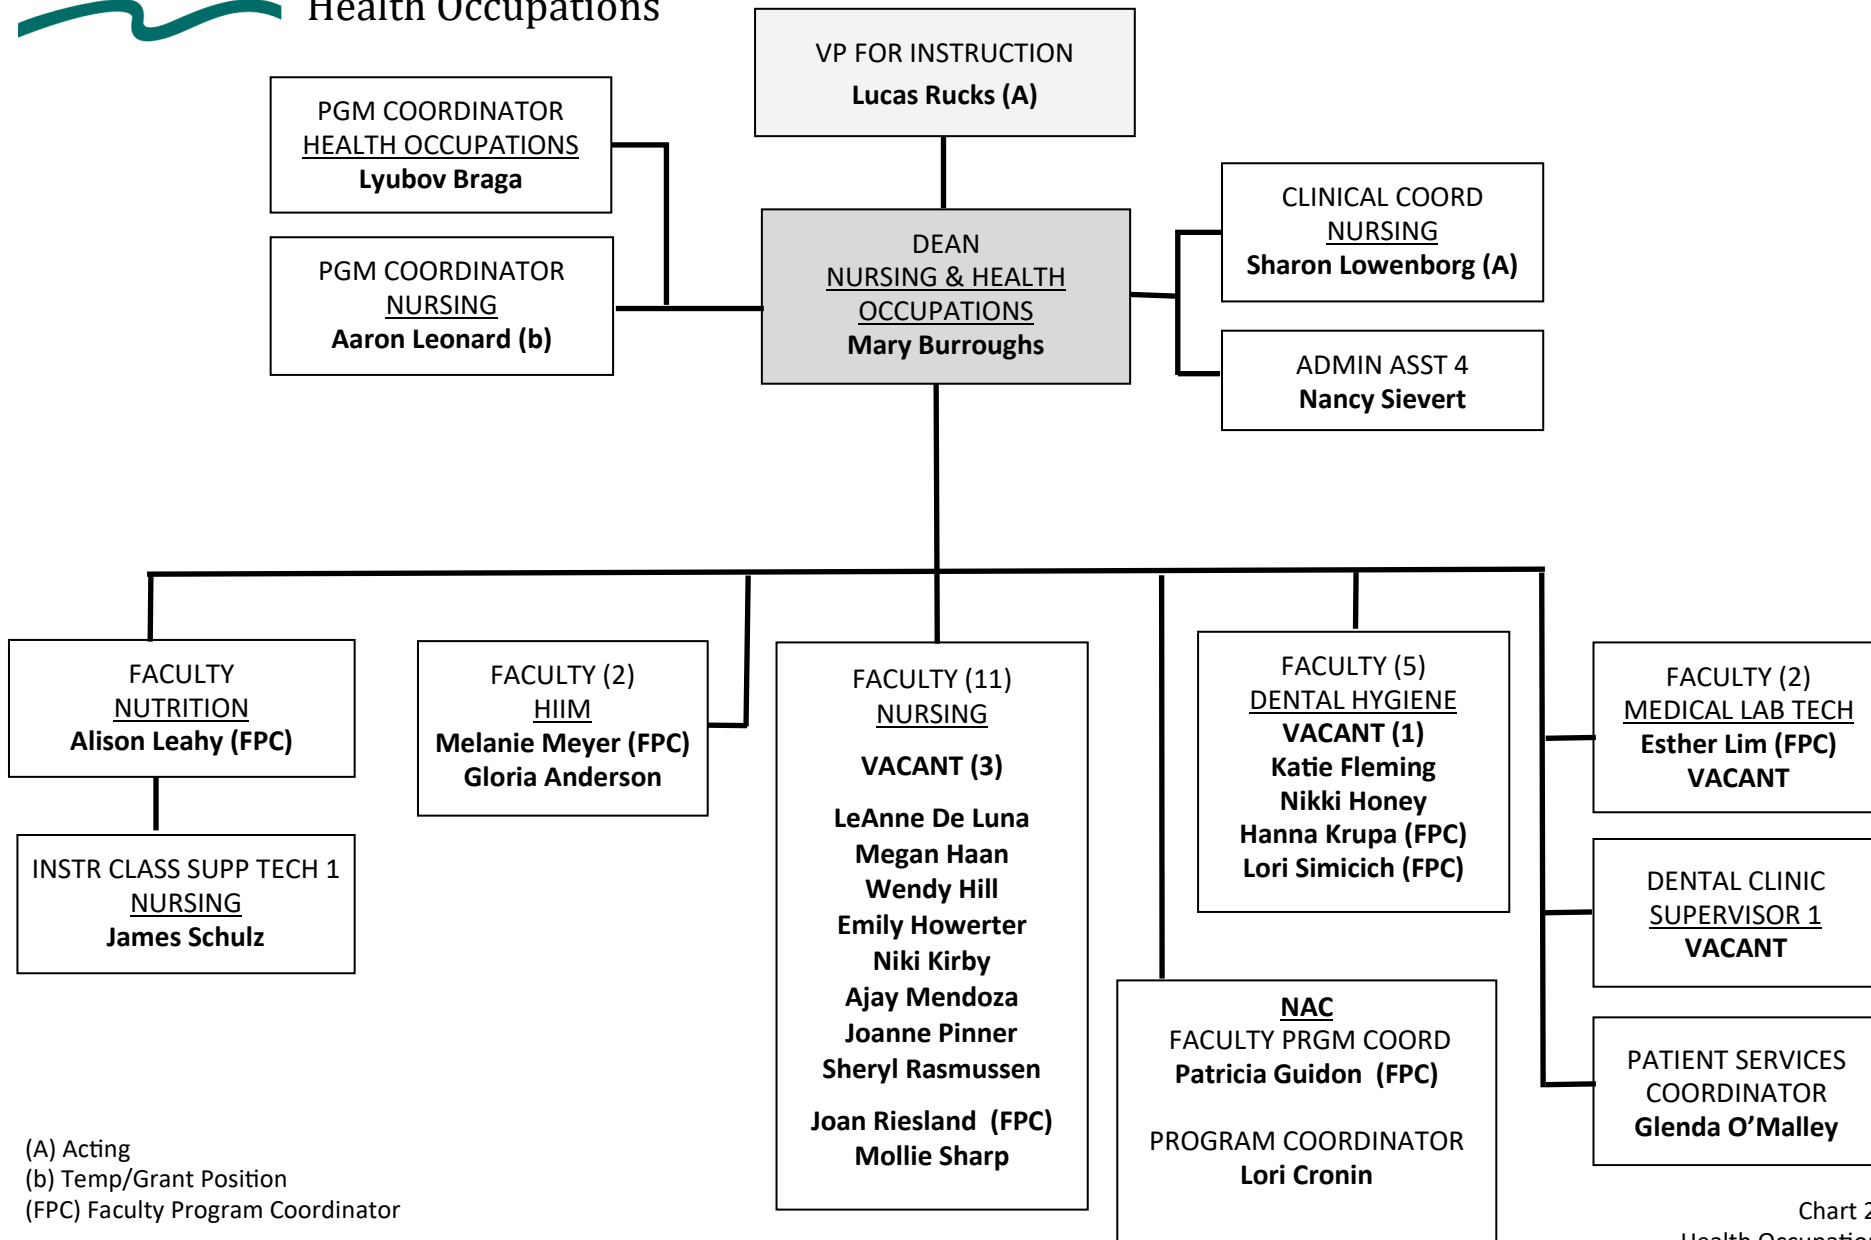 Health Occupations
VP FOR INSTRUCTION
Lucas Rucks (A)
PGM COORDINATOR
HEALTH OCCUPATIONS
Lyubov Braga
PGM COORDINATOR
NURSING
Aaron Leonard (b)
DEAN
NURSING & HEALTH
OCCUPATIONS
Mary Burroughs
CLINICAL COORD
NURSING
Sharon Lowenborg (A)
ADMIN ASST 4
Nancy Sievert
FACULTY
NUTRITION
Alison Leahy (FPC)
INSTR CLASS SUPP TECH 1
NURSING
James Schulz
FACULTY (2)
HIIM
Melanie Meyer (FPC)
Gloria Anderson
FACULTY (11)
NURSING
VACANT (3)
LeAnne De Luna
Megan Haan
Wendy Hill
Emily Howerter
Niki Kirby
Ajay Mendoza
Joanne Pinner
Sheryl Rasmussen
Joan Riesland (FPC)
Mollie Sharp
NAC
FACULTY PRGM COORD
Patricia Guidon (FPC)
PROGRAM COORDINATOR
Lori Cronin
FACULTY (5)
DENTAL HYGIENE
VACANT (1)
Katie Fleming
Nikki Honey
Hanna Krupa (FPC)
Lori Simicich (FPC)
FACULTY (2)
MEDICAL LAB TECH
Esther Lim (FPC)
VACANT
DENTAL CLINIC
SUPERVISOR 1
VACANT
PATIENT SERVICES
COORDINATOR
Glenda O’Malley
(A) Acting
(b) Temp/Grant Position
(FPC) Faculty Program Coordinator
Chart 2
Health